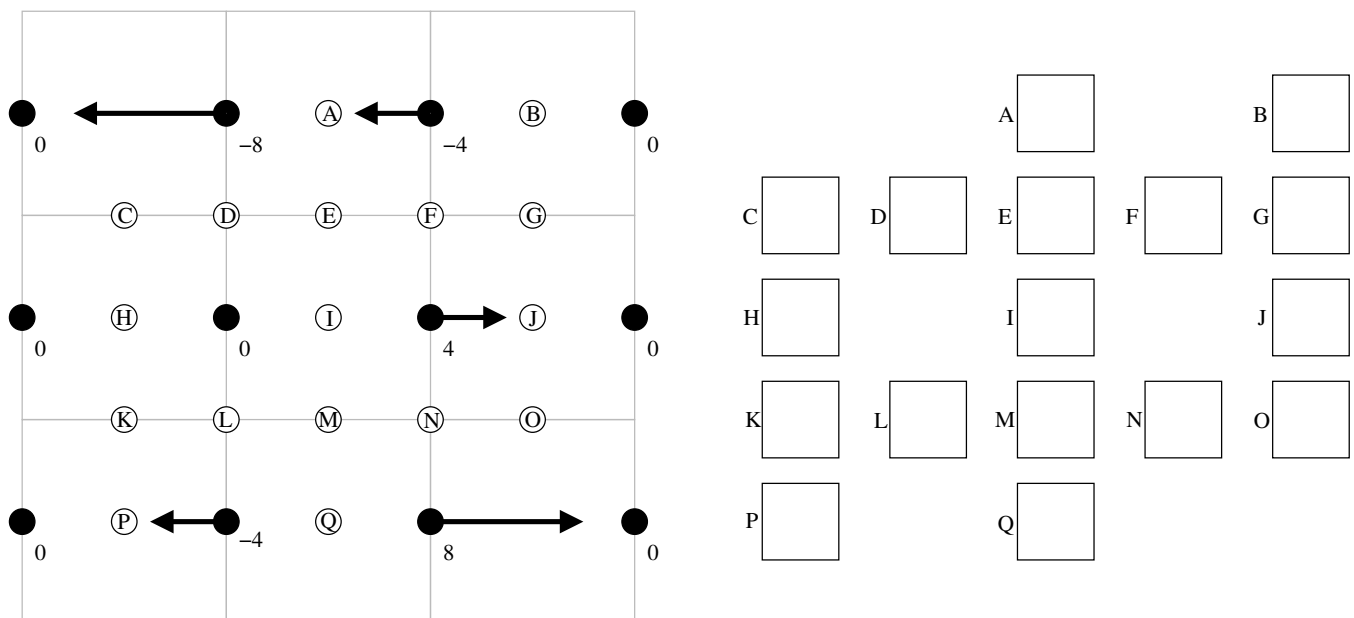 A B A B
0 −8 −4 0
C D E F G C D E F G
H I J H I J
0 0 4 0
K L M N O K L M N O
P Q P Q
0 −4 8 0